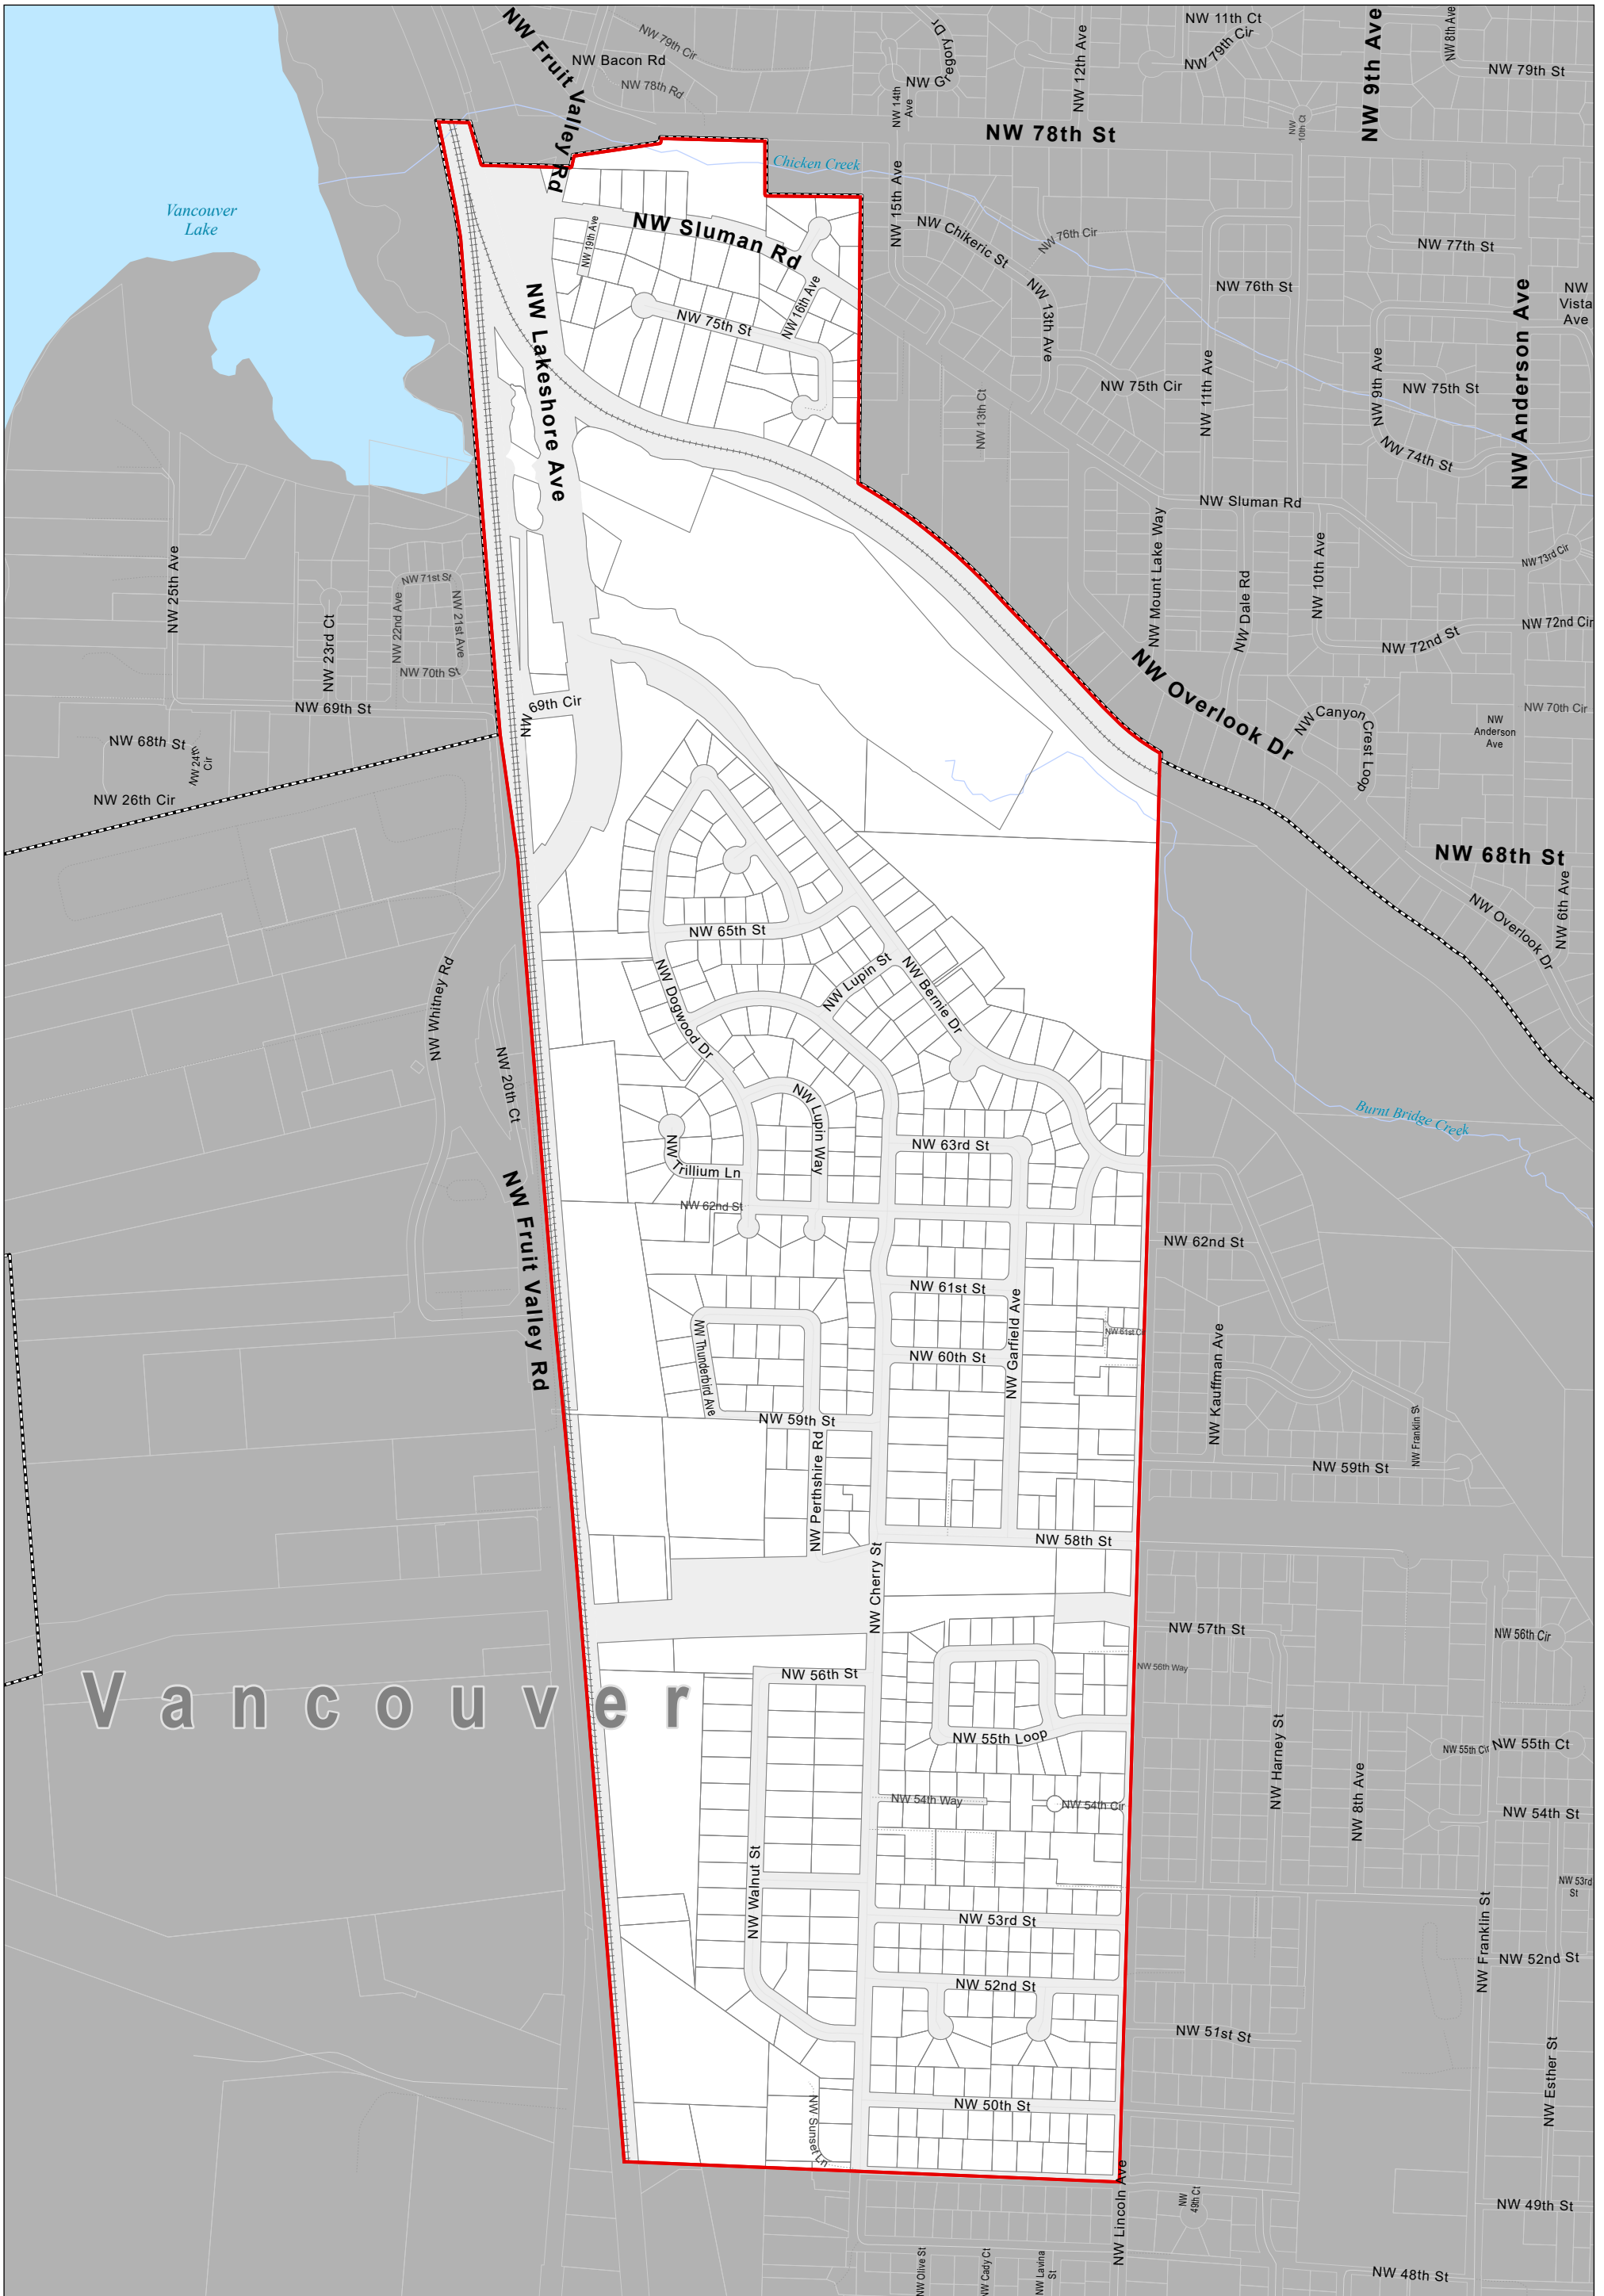 NW Fruit Valley Rd
NW 79th Cir
NW Bacon Rd
NW 78th Rd
NW Gregory Dr
NW 14th
Ave
NW 12th Ave
NW 11th Ct
NW 79th Cir
NW 9th Ave
NW 8th Ave
NW 79th St
NW 78th St
NW
10th Ct
Chicken Creek
Vancouver
Lake
NW 15th Ave
NW Sluman Rd
NW 19th Ave
NW 16th Ave
NW 75th St
NW Lakeshore Ave
NW Chikeric St
NW 76th Cir
NW 13th Ave
NW 77th St
NW 76th St
NW
Vista
Ave
NW Anderson Ave
NW 75th Cir
NW 11th Ave
NW 9th Ave
NW 75th St
NW 13th Ct
NW 74th St
NW Sluman Rd
NW Mount Lake Way
NW Dale Rd
NW 10th Ave
NW 73rd Cir
NW 72nd St
NW 72nd Cir
NW 25th Ave
NW 23rd Ct
NW 71st St
NW 22nd Ave
NW 21st Ave
NW 70th St
NW 69th St
NW 69th Cir
NW Overlook Dr
NW Canyon Crest Loop
NW
Anderson
Ave
NW 70th Cir
NW 68th St
NW 24th
Cir
NW 26th Cir
NW 68th St
NW Overlook Dr
NW 6th Ave
NW 65th St
NW Lupin St
NW Bernie Dr
NW Dogwood Dr
NW Whitney Rd
NW 20th Ct
NW Lupin Way
NW Trillium Ln
NW 63rd St
NW 62nd St
Burnt Bridge Creek
NW 62nd St
NW Fruit Valley Rd
NW 61st St
NW Garfield Ave
NW 60th St
NW Thunderbird Ave
NW 59th St
NW Perthshire Rd
NW Kauffman Ave
NW Franklin St
NW 59th St
NW 58th St
NW Cherry St
NW 57th St
NW 56th Way
NW 56th Cir
Vancouver
NW 56th St
NW 55th Loop
NW Harney St
NW 8th Ave
NW 55th Cir
NW 55th Ct
NW 54th Way
NW 54th Cir
NW 54th St
NW Walnut St
NW 53rd
St
NW 53rd St
NW Franklin St
NW 52nd St
NW 52nd St
NW 51st St
NW Esther St
NW 50th St
NW Sunset Ln
NW Lincoln Ave
NW
49th Ct
NW 49th St
NW Olive St
NW Cady Ct
NW Lavina
St
NW 48th St